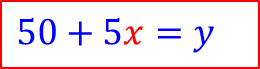 50 + 5x = y